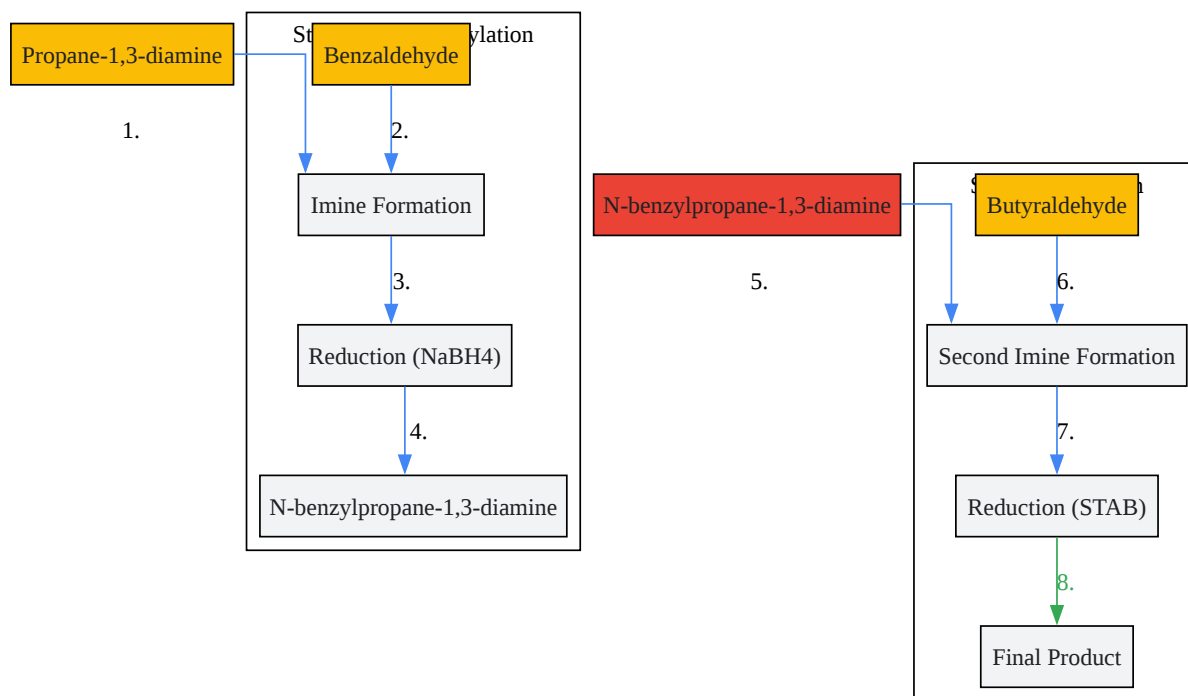 Propane-1,3-diamine
Benzaldehyde
1.
2.
Imine Formation
3.
Reduction (NaBH4)
4.
N-benzylpropane-1,3-diamine
N-benzylpropane-1,3-diamine
Butyraldehyde
5.
6.
Second Imine Formation
7.
Reduction (STAB)
8.
Final Product